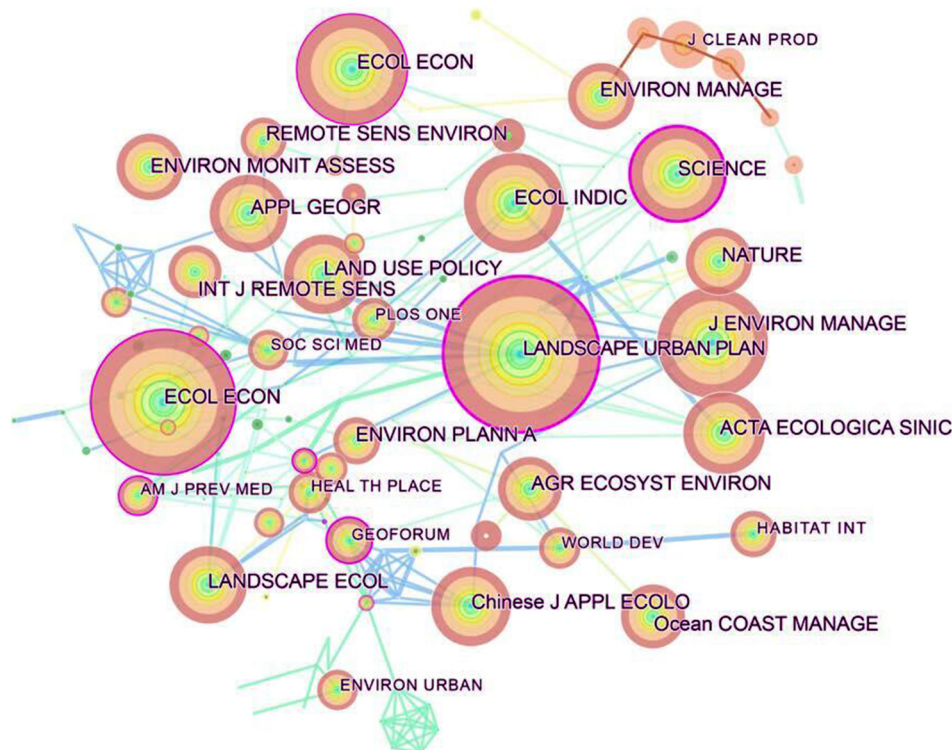 J CLEAN PROD
ECOL ECON
ENVIRON MANAGE
REMOTE SENS ENVIRON
ENVIRON MONIT ASSESS
SCIENCE
ECOL INDIC
APPL GEOGR
NATURE
LAND USE POLICY
INT J REMOTE SENS
PLOS ONE
J ENVIRON MANAGE
SOC SCI MED
LANDSCAPE URBAN PLAN
ECOL ECON
ACTA ECOLOGICA SINIC
ENVIRON PLANN A
AGR ECOSYST ENVIRON
HEAL TH PLACE
AM J PREV MED
HABITAT INT
GEOFORUM
WORLD DEV
LANDSCAPE ECOL
Chinese J APPL ECOLO
Ocean COAST MANAGE
ENVIRON URBAN